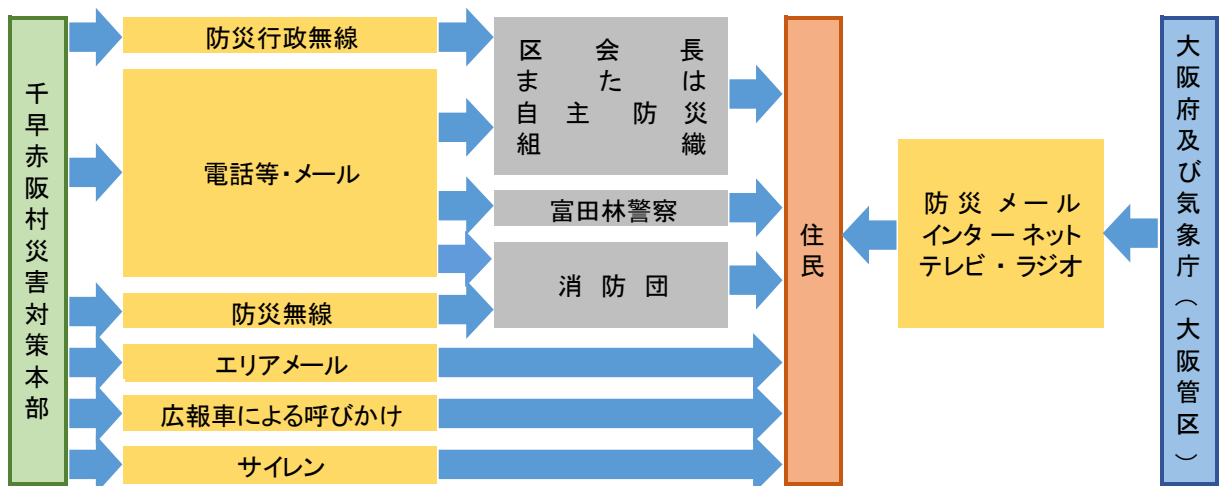 千早赤阪村災害対策本部
防災行政無線
電話等・メール
防災無線
エリアメール
広報車による呼びかけ
サイレン
区会長
または
自主防災
組織
富田林警察
消防団
住民
防災メール
インターネット
テレビ・ラジオ
大阪府及び気象庁(大阪管区)